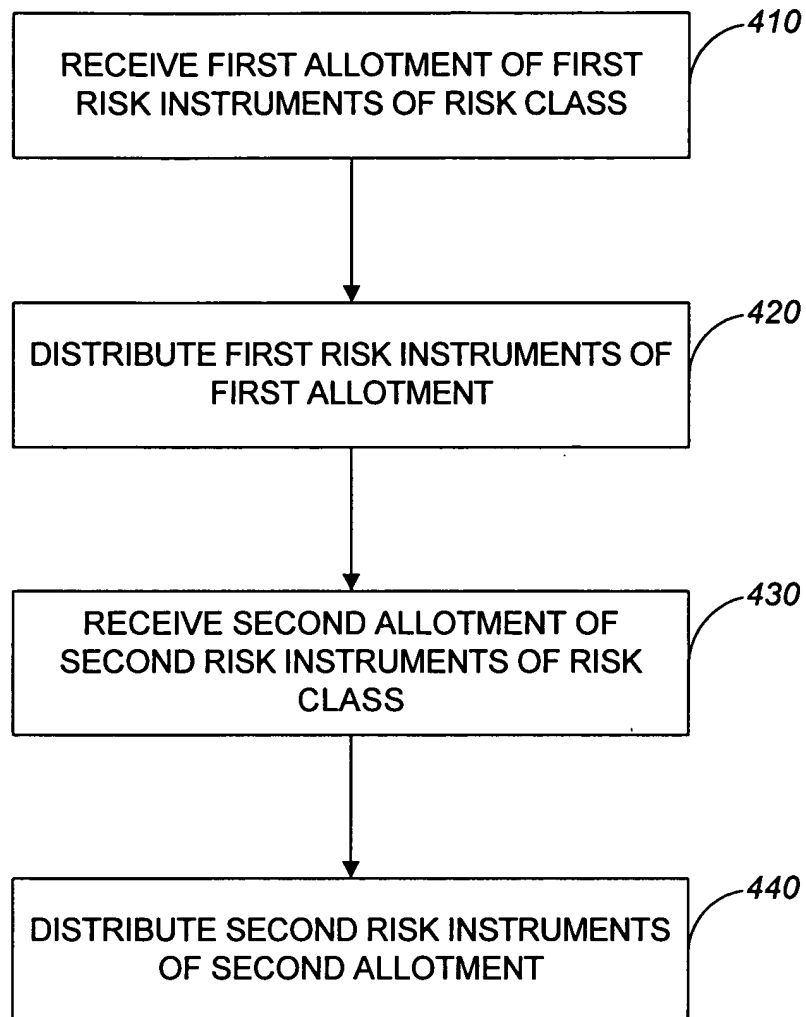 410
RECEIVE FIRST ALLOTMENT OF FIRST
RISK INSTRUMENTS OF RISK CLASS
420
DISTRIBUTE FIRST RISK INSTRUMENTS OF
FIRST ALLOTMENT
430
RECEIVE SECOND ALLOTMENT OF
SECOND RISK INSTRUMENTS OF RISK
CLASS
440
DISTRIBUTE SECOND RISK INSTRUMENTS
OF SECOND ALLOTMENT